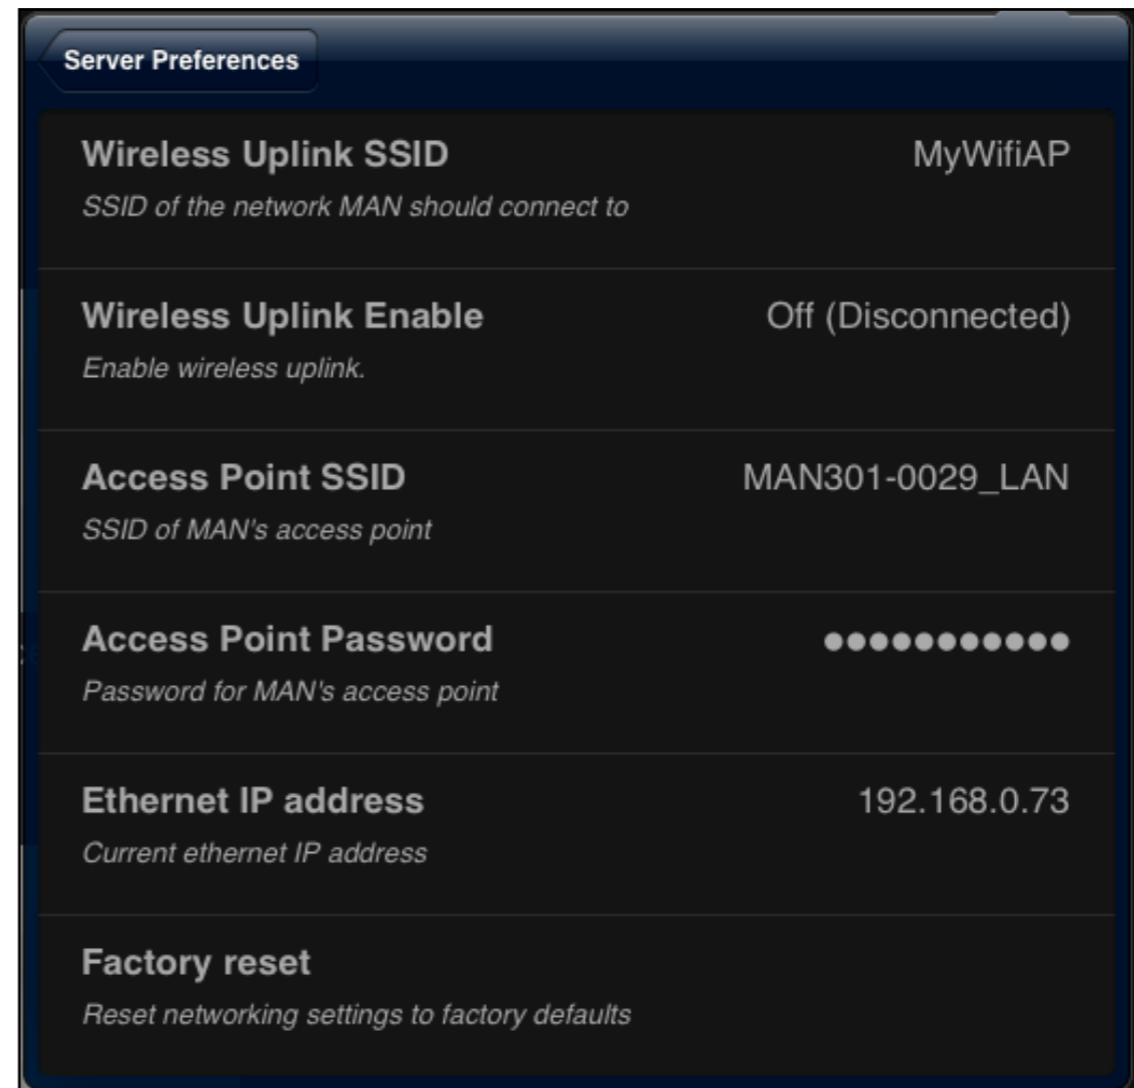 Server Preferences
Wireless Uplink SSID
MyWifiAP
SSID of the network MAN should connect to
Wireless Uplink Enable
Off (Disconnected)
Enable wireless uplink.
Access Point SSID
MAN301-0029_LAN
SSID of MAN's access point
Access Point Password
●●●●●●●●●●●
Password for MAN's access point
Ethernet IP address
192.168.0.73
Current ethernet IP address
Factory reset
Reset networking settings to factory defaults